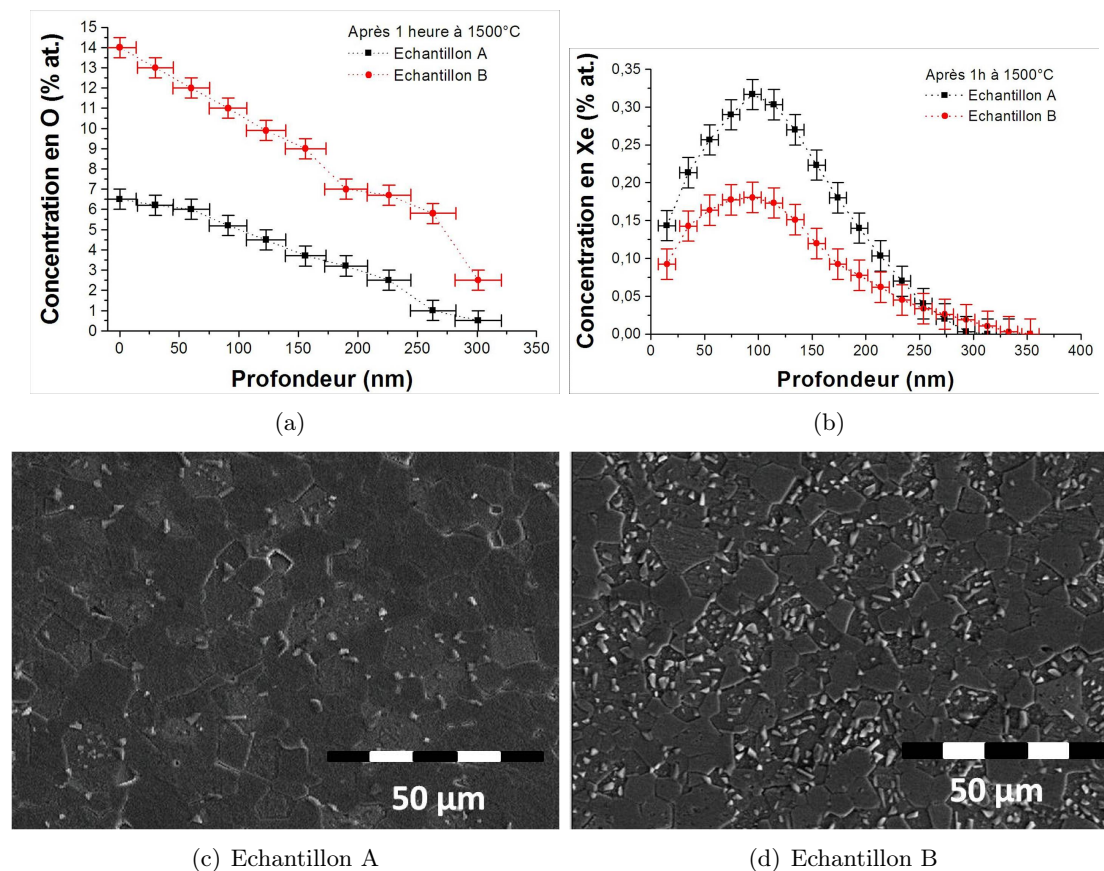 Après 1 heure à 1500°C
Echantillon A
Echantillon B
Concentration en O (% at.)
15
14
13
12
11
10
9
8
7
6
5
4
3
2
1
0
0 50 100 150 200 250 300 350
Profondeur (nm)
(a)
Après 1h à 1500°C
Echantillon A
Echantillon B
Concentration en Xe (% at.)
0,35
0,30
0,25
0,20
0,15
0,10
0,05
0,00
0 50 100 150 200 250 300 350 400
Profondeur (nm)
(b)
50 µm
50 µm
(c) Echantillon A
(d) Echantillon B